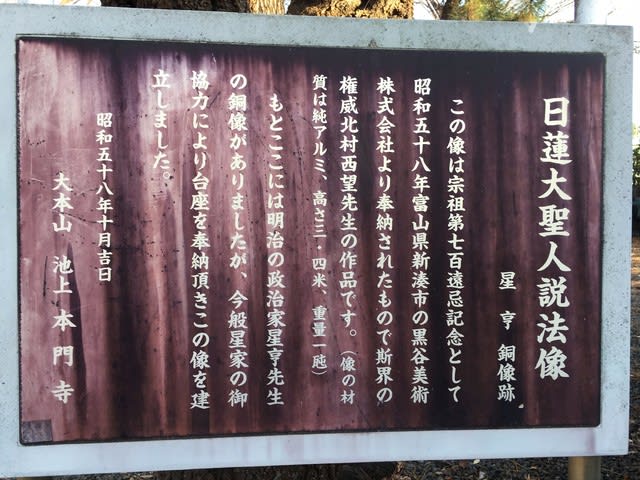 日蓮大聖人説法像
星亨銅像跡
この像は宗祖第七百遠忌記念として
昭和五十八年富山県新湊市の黒谷美術
株式会社より奉納されたもので斯界の
権威北村西望先生の作品です。（像の材
質は純アルミ、高さ三・四米、重量一瓲）
もとここには明治の政治家星亨先生
の銅像がありましたが、今般星家の御
協力により台座を奉納頂きこの像を建
立しました。
昭和五十八年十月吉日
大本山 池上本門寺